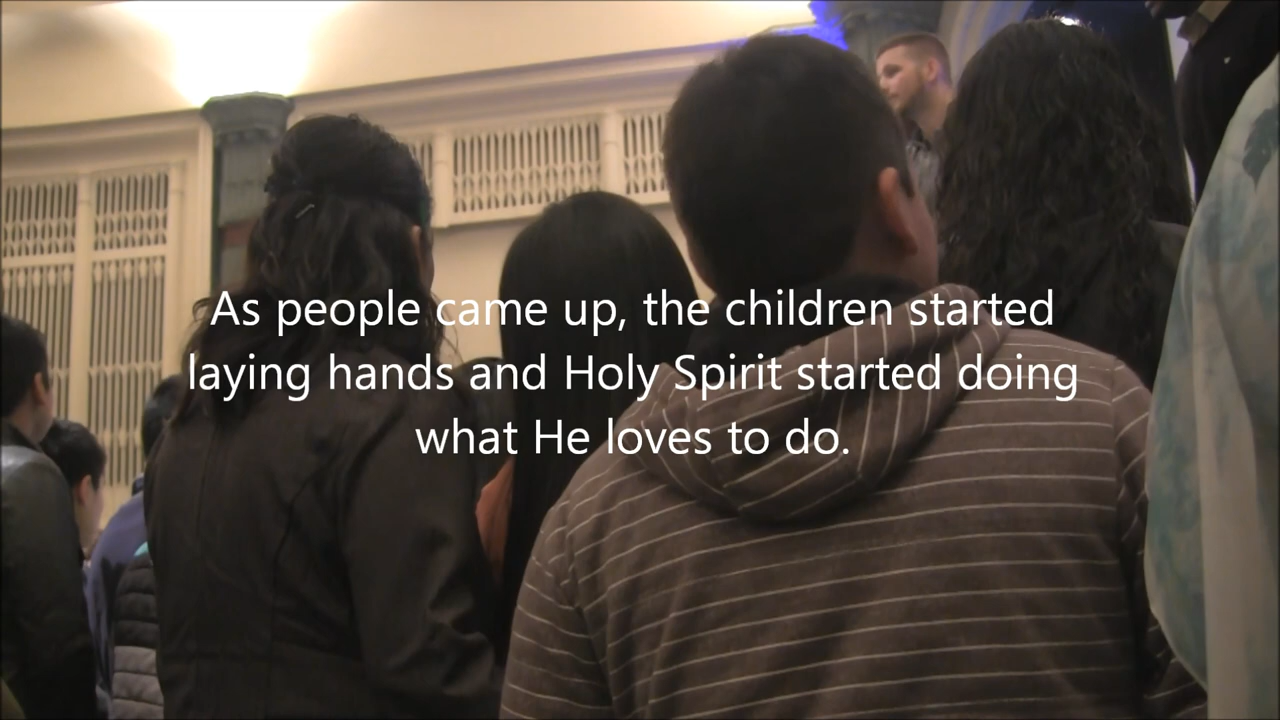 As people came up, the children started
laying hands and Holy Spirit started doing
what He loves to do.